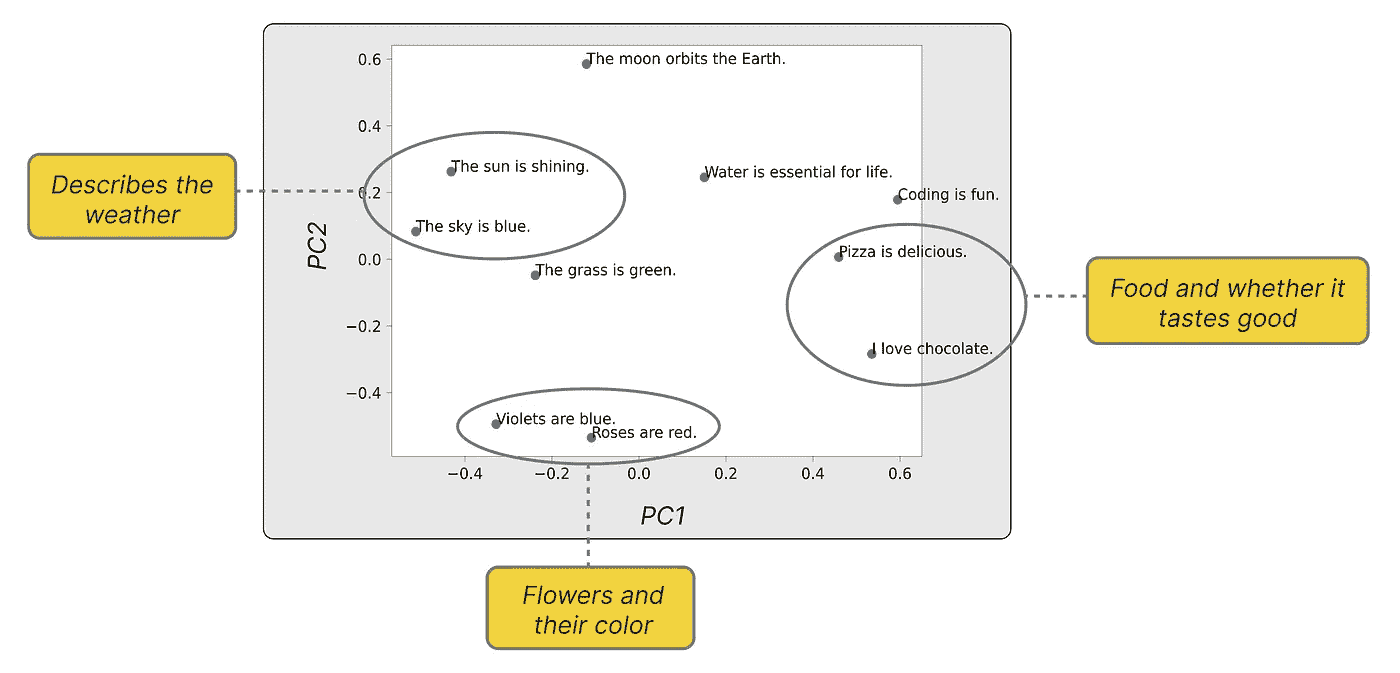 0.6
The moon orbits the Earth.
0.4
Describes the
weather
The sun is shining.
Water is essential for life.
0.2
Coding is fun.
The sky is blue.
PC2
0.0
Pizza is delicious.
The grass is green.
Food and whether it
tastes good
−0.2
I love chocolate.
−0.4
Violets are blue.
Roses are red.
−0.4
−0.2
0.0
0.2
0.4
0.6
PC1
Flowers and
their color